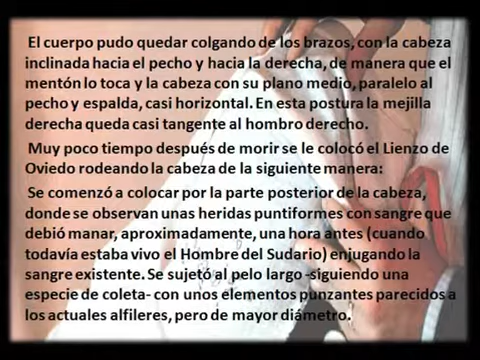 El cuerpo pudo quedar colgando de los brazos, con la cabeza
inclinada hacia el pecho y hacia la derecha, de manera que el
mentón lo toca y la cabeza con su plano medio, paralelo al
pecho y espalda, casi horizontal. En esta postura la mejilla
derecha queda casi tangente al hombro derecho.
Muy poco tiempo después de morir se le colocó el Lienzo de
Oviedo rodeando la cabeza de la siguiente manera:
Se comenzó a colocar por la parte posterior de la cabeza,
donde se observan unas heridas puntiformes con sangre que
debió manar, aproximadamente, una hora antes (cuando
todavía estaba vivo el Hombre del Sudario) enjugando la
sangre existente. Se sujetó al pelo largo -siguiendo una
especie de coleta- con unos elementos punzantes parecidos a
los actuales alfileres, pero de mayor diámetro.